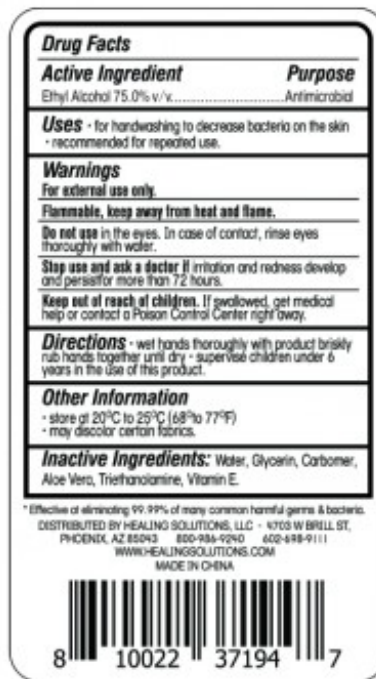 Drug Facts
Active Ingredient Purpose
Ethyl Alcohol 75.0% v/v..............................Antimicrobial
Uses • for handwashing to decrease bacteria on the skin
• recommended for repeated use.
Warnings
For external use only.
Flammable, keep away from heat and flame.
Do not use in the eyes. In case of contact, rinse eyes
thoroughly with water.
Stop use and ask a doctor if irritation and redness develop
and persistfor more than 72 hours.
Keep out of reach of children. If swallowed, get medical
help or contact a Poison Control Center right away.
Directions • wet hands thoroughly with product briskly
rub hands together until dry • supervise children under 6
years in the use of this product.
Other Information
• store at 20°C to 25°C (68°to 77°F)
• may discolor certain fabrics.
Inactive Ingredients: Water, Glycerin, Carbomer,
Aloe Vera, Triethanolamine, Vitamin E.
* Effective at eliminating 99.99% of many common harmful germs & bacteria.
DISTRIBUTED BY HEALING SOLUTIONS, LLC • 4703 W BRILL ST,
PHOENIX, AZ 85043 800-986-9240 602-698-9111
WWW.HEALINGSOLUTIONS.COM
MADE IN CHINA
8 10022 37194 7